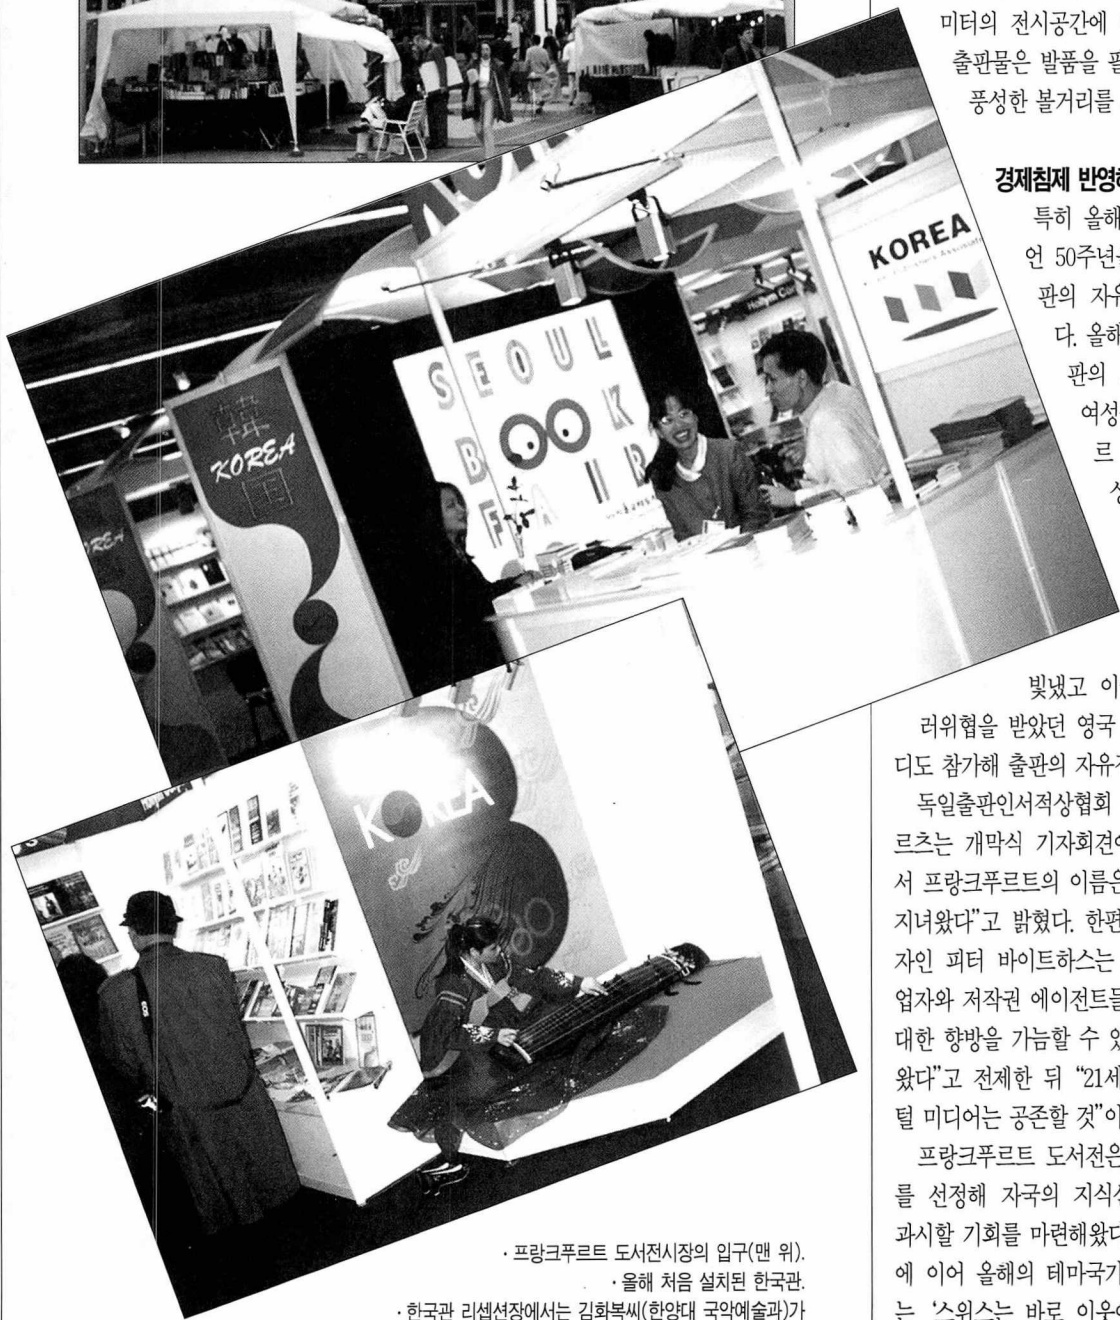 미터의 전시공간에
출판물은 발품을
풍성한 볼거리를
경제침체 반영
특히 올해
언 50주년
판의 자유
다. 올해
판의
여성
르
빛냈고 이
러위협을 받았던 영국
디도 참가해 출판의 자유
독일출판인서적상협회
르츠는 개막식 기자회견
서 프랑크푸르트의 이름은
지녀왔다”고 밝혔다. 한편
자인 피터 바이트하스는
업자와 저작권 에이전트들
대한 향방을 가늠할 수 있
왔다”고 전제한 뒤 “21세
털 미디어는 공존할 것”이
프랑크푸르트 도서전은
를 선정해 자국의 지식
과시할 기회를 마련해왔다
에 이어 올해의 테마국가
는 ‘스위스는 바로 이웃에
KOREA
SEOUL
BOOK
FAIR
韓
KOREA
国
KOREA
KOREA
· 프랑크푸르트 도서전시장의 입구(맨 위).
· 올해 처음 설치된 한국관.
· 한국관 리셉션장에서는 김화복씨(한양대 국악예술과)가